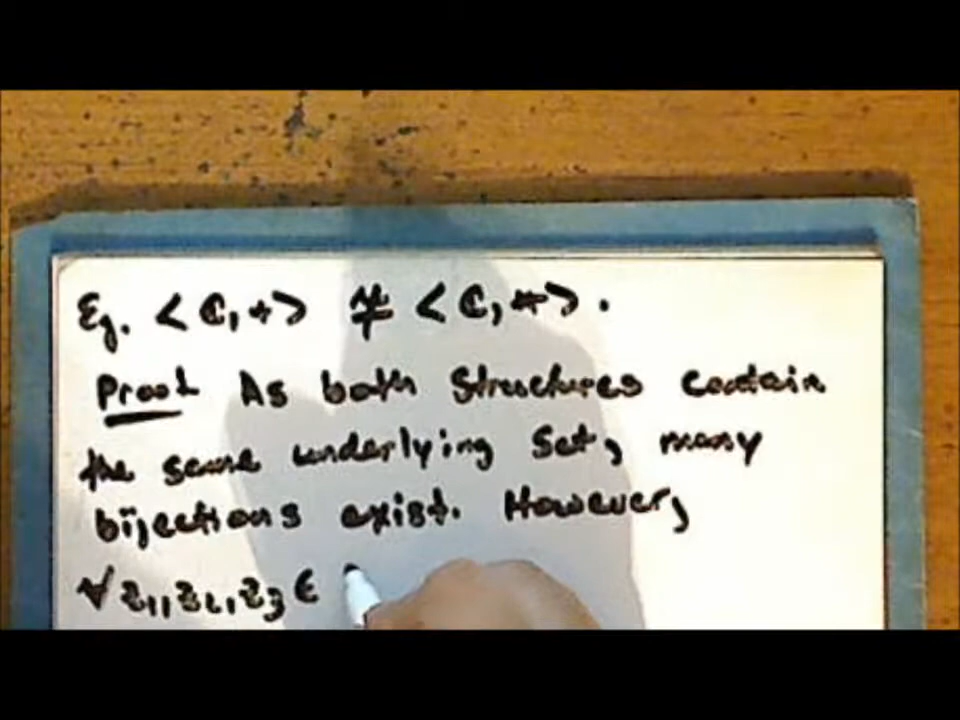 Eg. <ℂ, +> ≄ <ℂ, *>.
Proof As both structures contain
the same underlying set, many
bijections exist. However,
∀ z₁, z₂, z₃ ∈